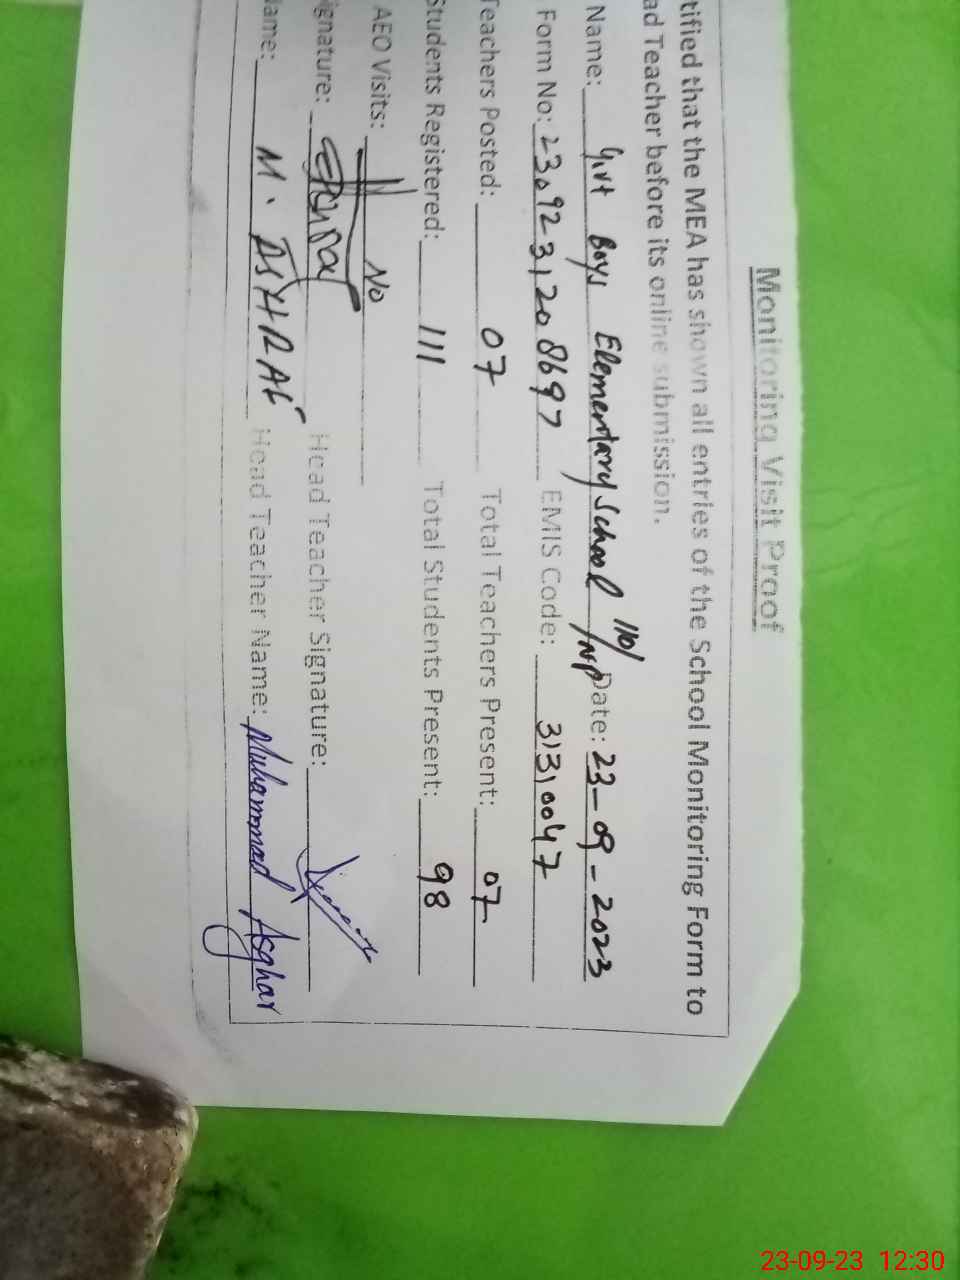 Monitoring Visit Proof
tified that the MEA has shown all entries of the School Monitoring Form to
ad Teacher before its online submission.
Name: Govt Boys Elementary School 110/NP Date: 23-09-2023
Form No: 2309231208697 EMIS Code: 31310047
Teachers Posted: 07 Total Teachers Present: 07
Students Registered: 111 Total Students Present: 98
AEO Visits: No
ignature: Head Teacher Signature:
ame: M. ISHRAF Head Teacher Name: Muhammad Asghar
23-09-23 12:30